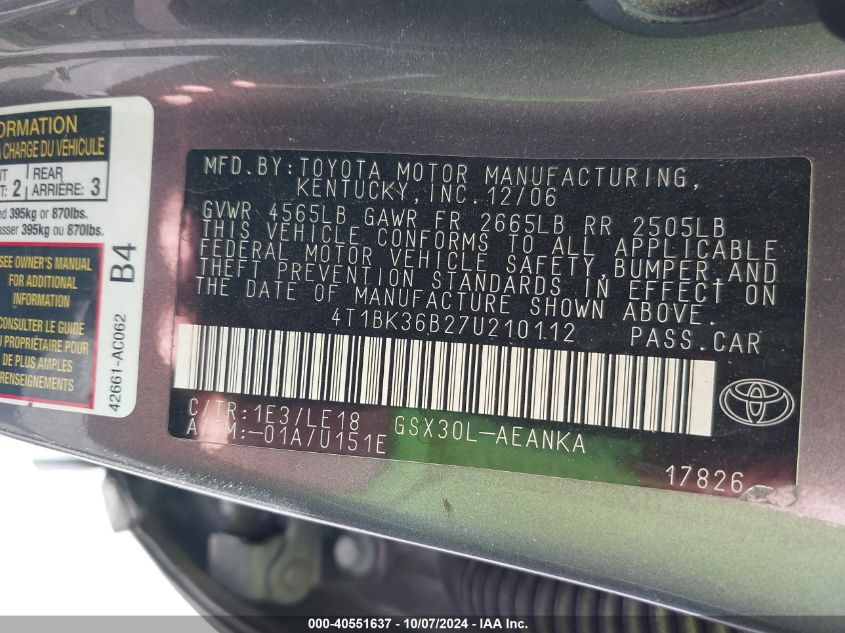 ORMATION
A CHARGE DU VÉHICULE
NT : 2 REAR ARRIÈRE: 3
ed 395kg or 870lbs.
asser 395kg ou 870lbs.
SEE OWNER'S MANUAL
FOR ADDITIONAL
INFORMATION
CONSULTER LE GUIDE
DU PROPRIÉTAIRE POUR
DE PLUS AMPLES
RENSEIGNEMENTS
B4
42661-AC062
MFD.BY:TOYOTA MOTOR MANUFACTURING,
KENTUCKY,INC.12/06
GVWR 4565LB GAWR FR 2665LB RR 2505LB
THIS VEHICLE CONFORMS TO ALL APPLICABLE
FEDERAL MOTOR VEHICLE SAFETY,BUMPER,AND
THEFT PREVENTION STANDARDS IN EFFECT ON
THE DATE OF MANUFACTURE SHOWN ABOVE.
4T1BK36B27U210112 PASS.CAR
C/TR:1E3/LE18 GSX30L-AEANKA
A/TM:-01A/U151E
17826
000-40551637 - 10/07/2024 - IAA Inc.